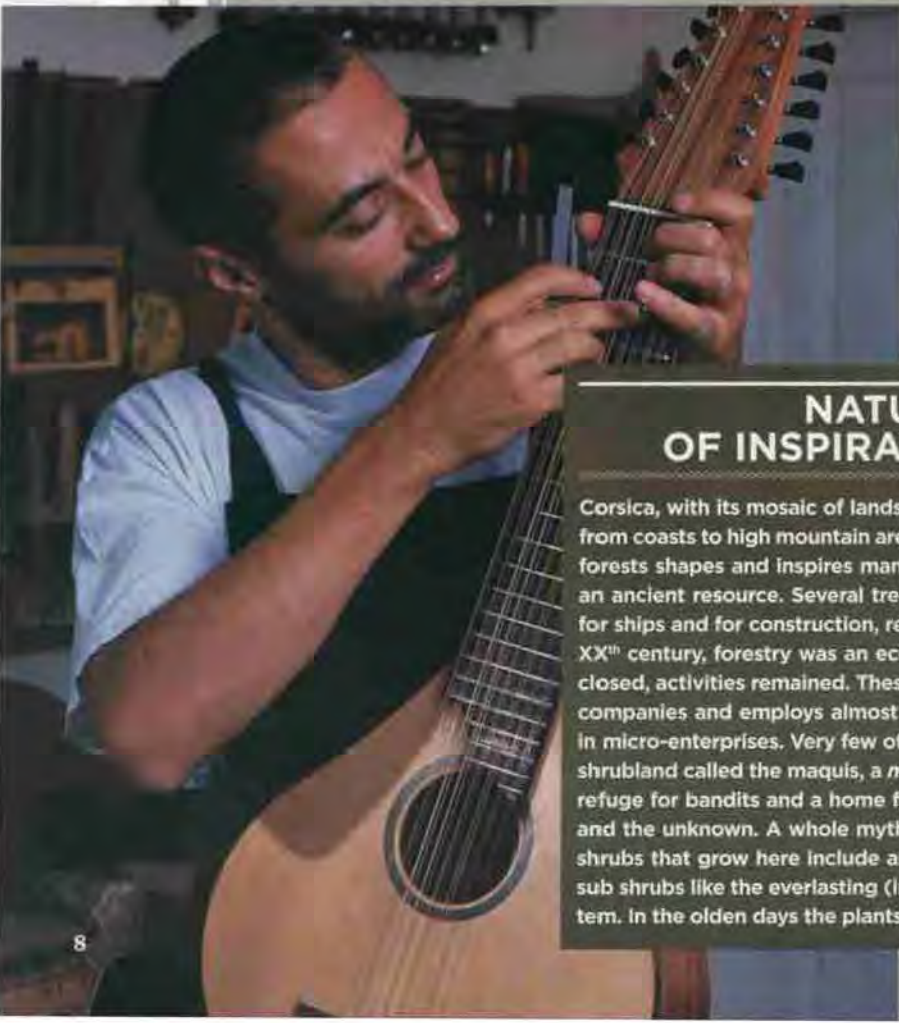 NATU
OF INSPIRA
Corsica, with its mosaic of lands
from coasts to high mountain are
forests shapes and inspires mar
an ancient resource. Several tre
for ships and for construction, re
XXth century, forestry was an ec
closed, activities remained. Thes
companies and employs almost
in micro-enterprises. Very few of
shrubland called the maquis, a m
refuge for bandits and a home f
and the unknown. A whole myth
shrubs that grow here include a
sub shrubs like the everlasting (i
tem. In the olden days the plants
8